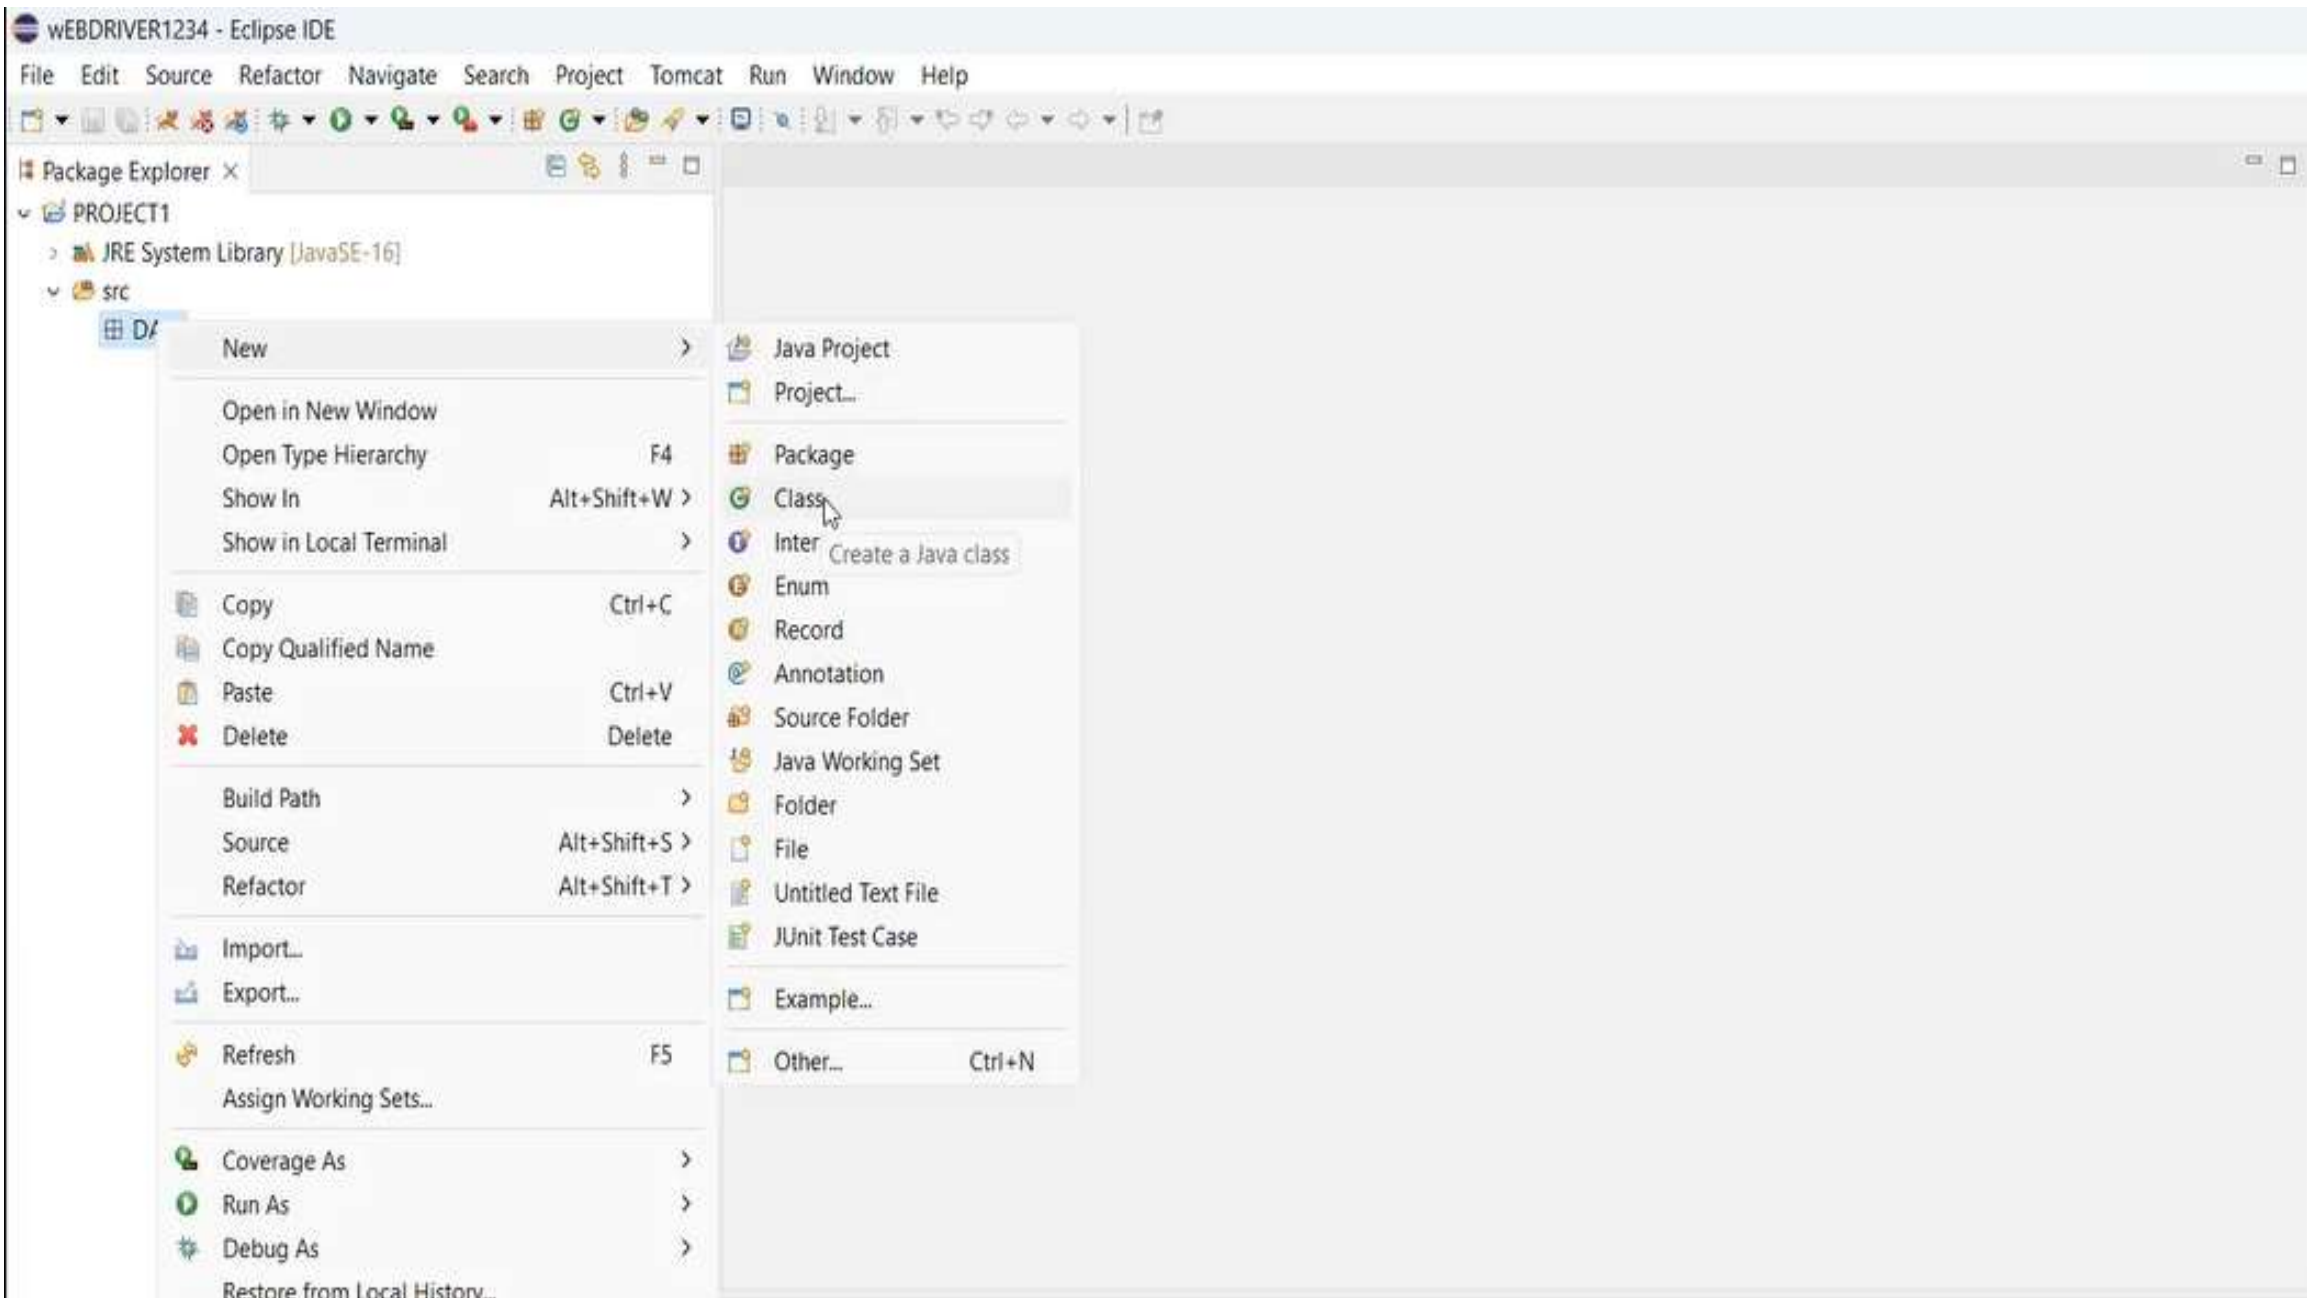 wEBDRIVER1234 - Eclipse IDE
File Edit Source Refactor Navigate Search Project Tomcat Run Window Help
Package Explorer
PROJECT1
JRE System Library [JavaSE-16]
src
New
Open in New Window
Open Type Hierarchy F4
Show In Alt+Shift+W
Show in Local Terminal
Copy Ctrl+C
Copy Qualified Name
Paste Ctrl+V
Delete Delete
Build Path
Source Alt+Shift+S
Refactor Alt+Shift+T
Import...
Export...
Refresh F5
Assign Working Sets...
Coverage As
Run As
Debug As
Restore from Local History...
Java Project
Project...
Package
Class
Inter
Create a Java class
Enum
Record
Annotation
Source Folder
Java Working Set
Folder
File
Untitled Text File
JUnit Test Case
Example...
Other... Ctrl+N